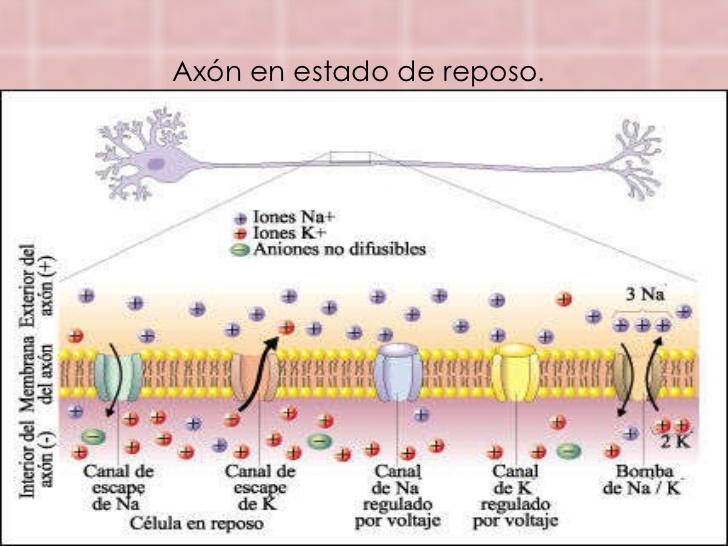 Axón en estado de reposo.
Iones Na+
Iones K+
Aniones no difusibles
Exterior del
axón (+)
Membrana
del axón
Interior del
axón (-)
3 Na
2 K
Canal de
escape
de Na
Canal de
escape
de K
Canal
de Na
regulado
por voltaje
Canal
de K
regulado
por voltaje
Bomba
de Na / K
Célula en reposo